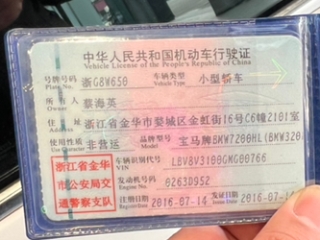 中华人民共和国机动车行驶证
Vehicle License of the People's Republic of China
号牌号码 浙G8W650 车辆类型 小型轿车
Plate No. Vehicle Type
所有人 蔡海英
Owner
住址 浙江省金华市婺城区金虹街16号C6幢2101室
Address
使用性质 非营运 品牌型号 宝马牌BMW7200HL(BMW320
Use Character Model
浙江省金华 车辆识别代号 LBV8V3100GMG00766
VIN
市公安局交 发动机号码 0263D9S2
Engine No.
通警察支队 注册日期 2016-07-14 发证日期 2016-07-14
Register Date Issue Date